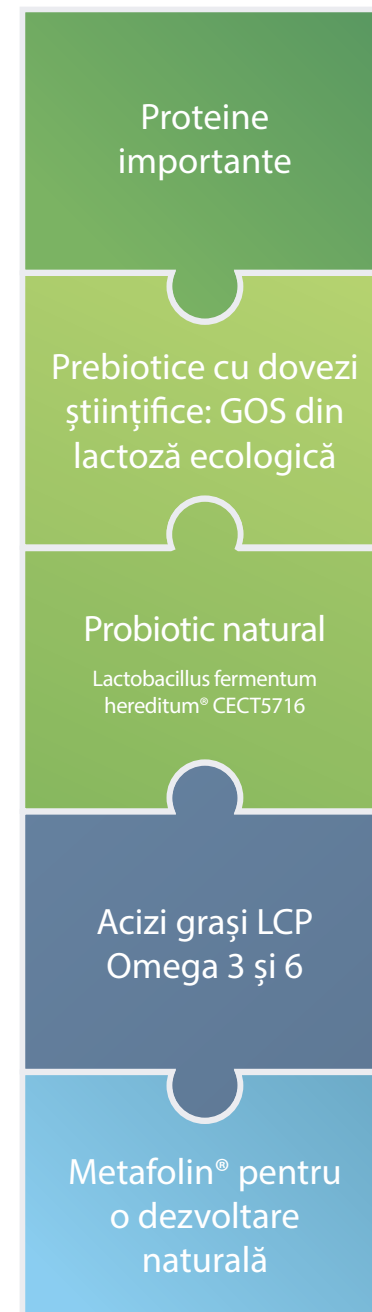 Proteine
importante
Prebiotice cu dovezi
științifice: GOS din
lactoză ecologică
Probiotic natural
Lactobacillus fermentum
hereditum® CECT5716
Acizi grași LCP
Omega 3 și 6
Metafolin® pentru
o dezvoltare
naturală